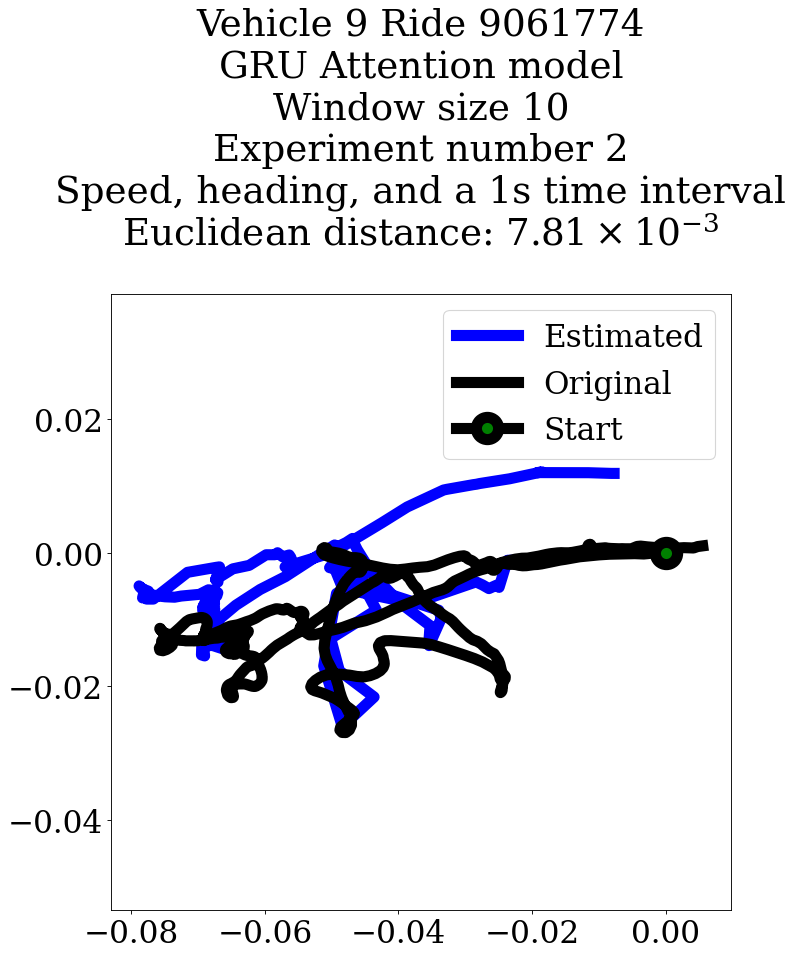 Vehicle 9 Ride 9061774
GRU Attention model
Window size 10
Experiment number 2
Speed, heading, and a 1s time interval
Euclidean distance: 7.81 × 10⁻³
Estimated
Original
Start
0.02
0.00
−0.02
−0.04
−0.08 −0.06 −0.04 −0.02 0.00